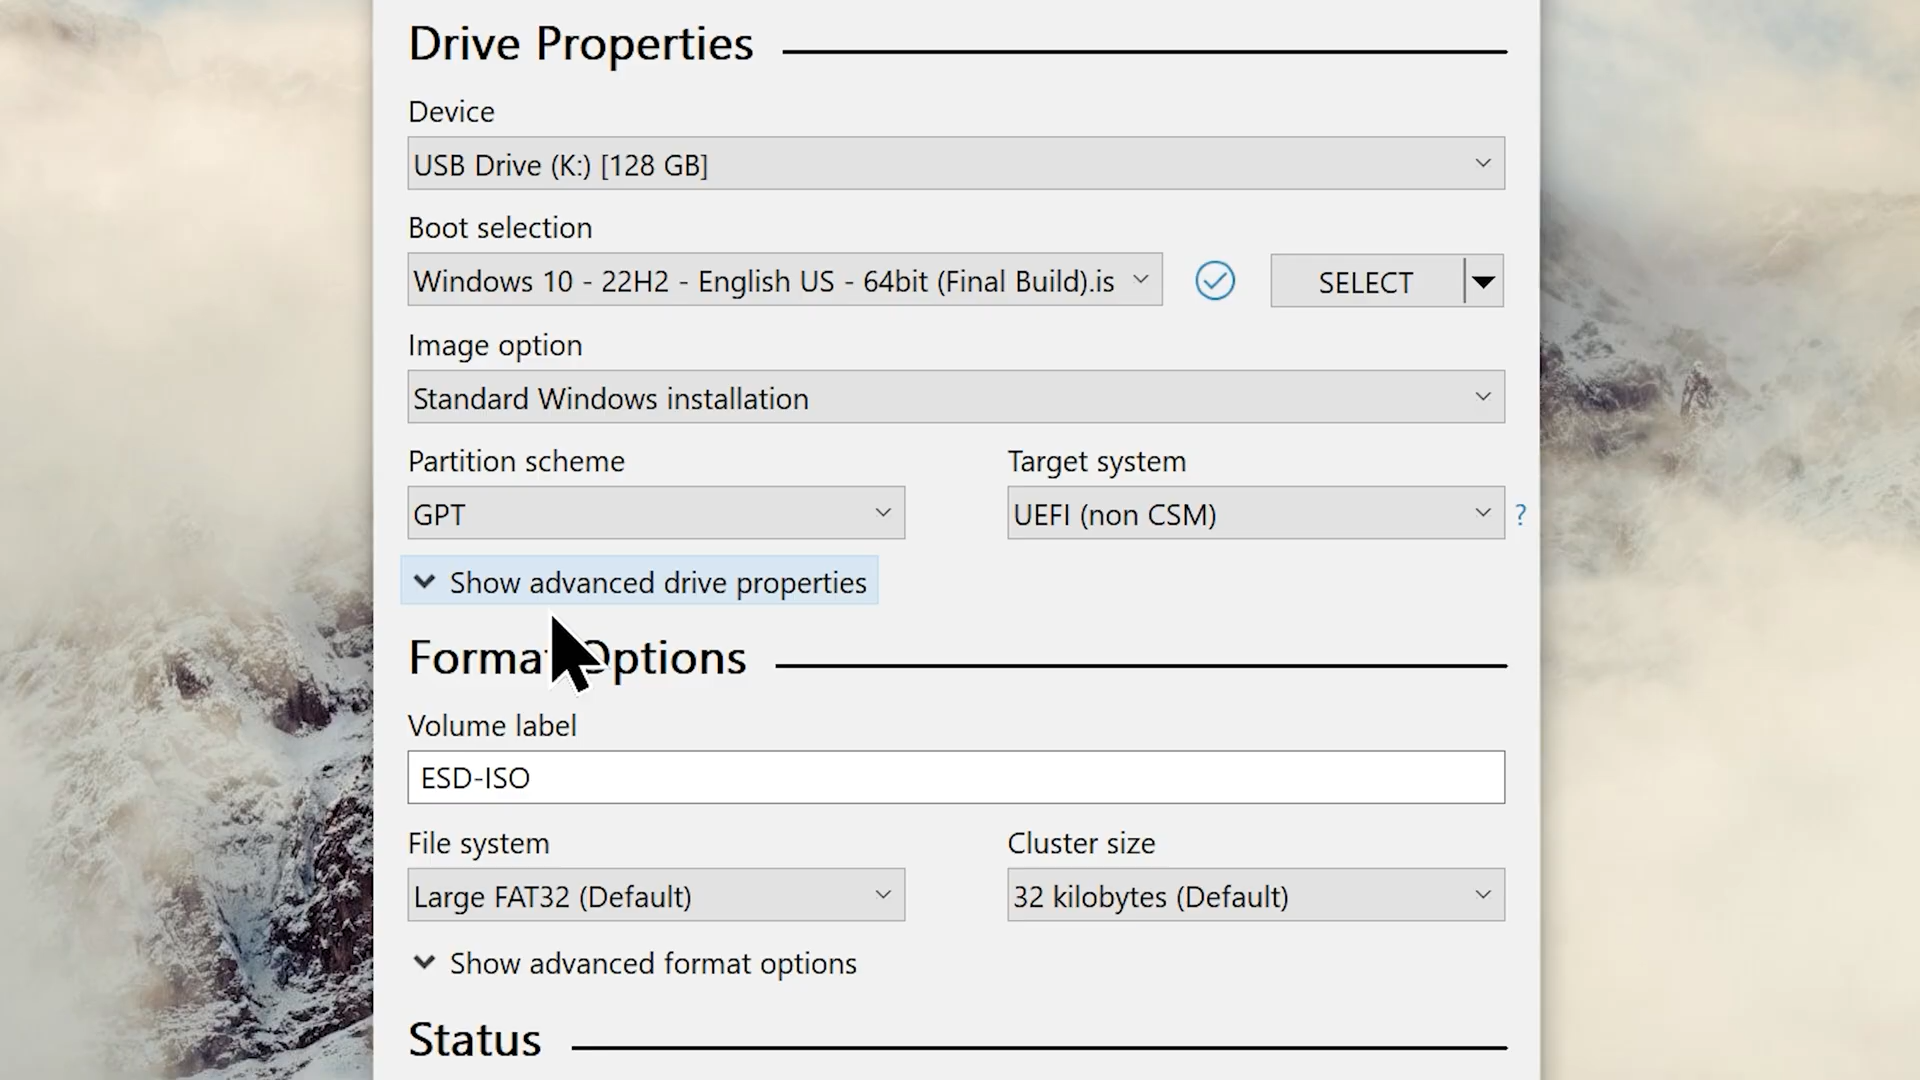 Drive Properties
Device
USB Drive (K:) [128 GB]
Boot selection
Windows 10 - 22H2 - English US - 64bit (Final Build).is
SELECT
Image option
Standard Windows installation
Partition scheme
Target system
GPT
UEFI (non CSM)
?
Show advanced drive properties
Format Options
Volume label
ESD-ISO
File system
Cluster size
Large FAT32 (Default)
32 kilobytes (Default)
Show advanced format options
Status